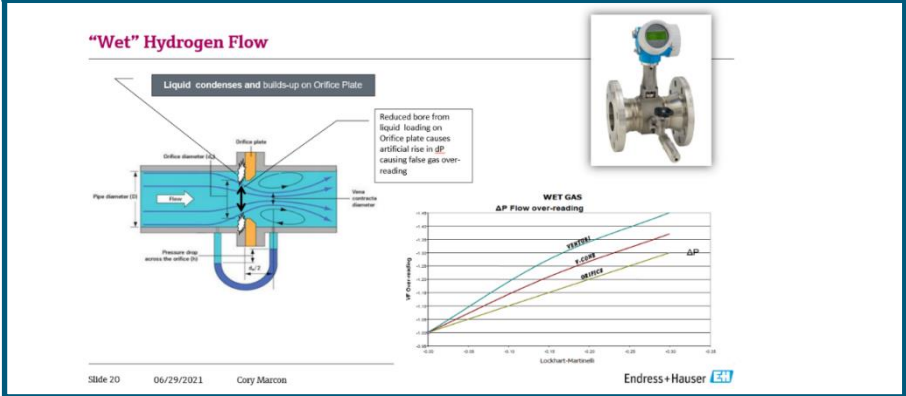 “Wet” Hydrogen Flow
Liquid condenses and builds-up on Orifice Plate
Reduced bore from
liquid loading on
Orifice plate causes
artificial rise in dP
causing false gas over-
reading
Orifice plate
Orifice diameter
Pipe diameter (D)
Flow
Vena
contracta
diameter
Pressure drop
across the orifice (h)
WET GAS
ΔP Flow over-reading
VENTURI
V-CONE
ORIFICE
ΔP
Over-reading
Lockhart-Martinelli
Slide 20 06/29/2021 Cory Marcon
Endress+Hauser EH